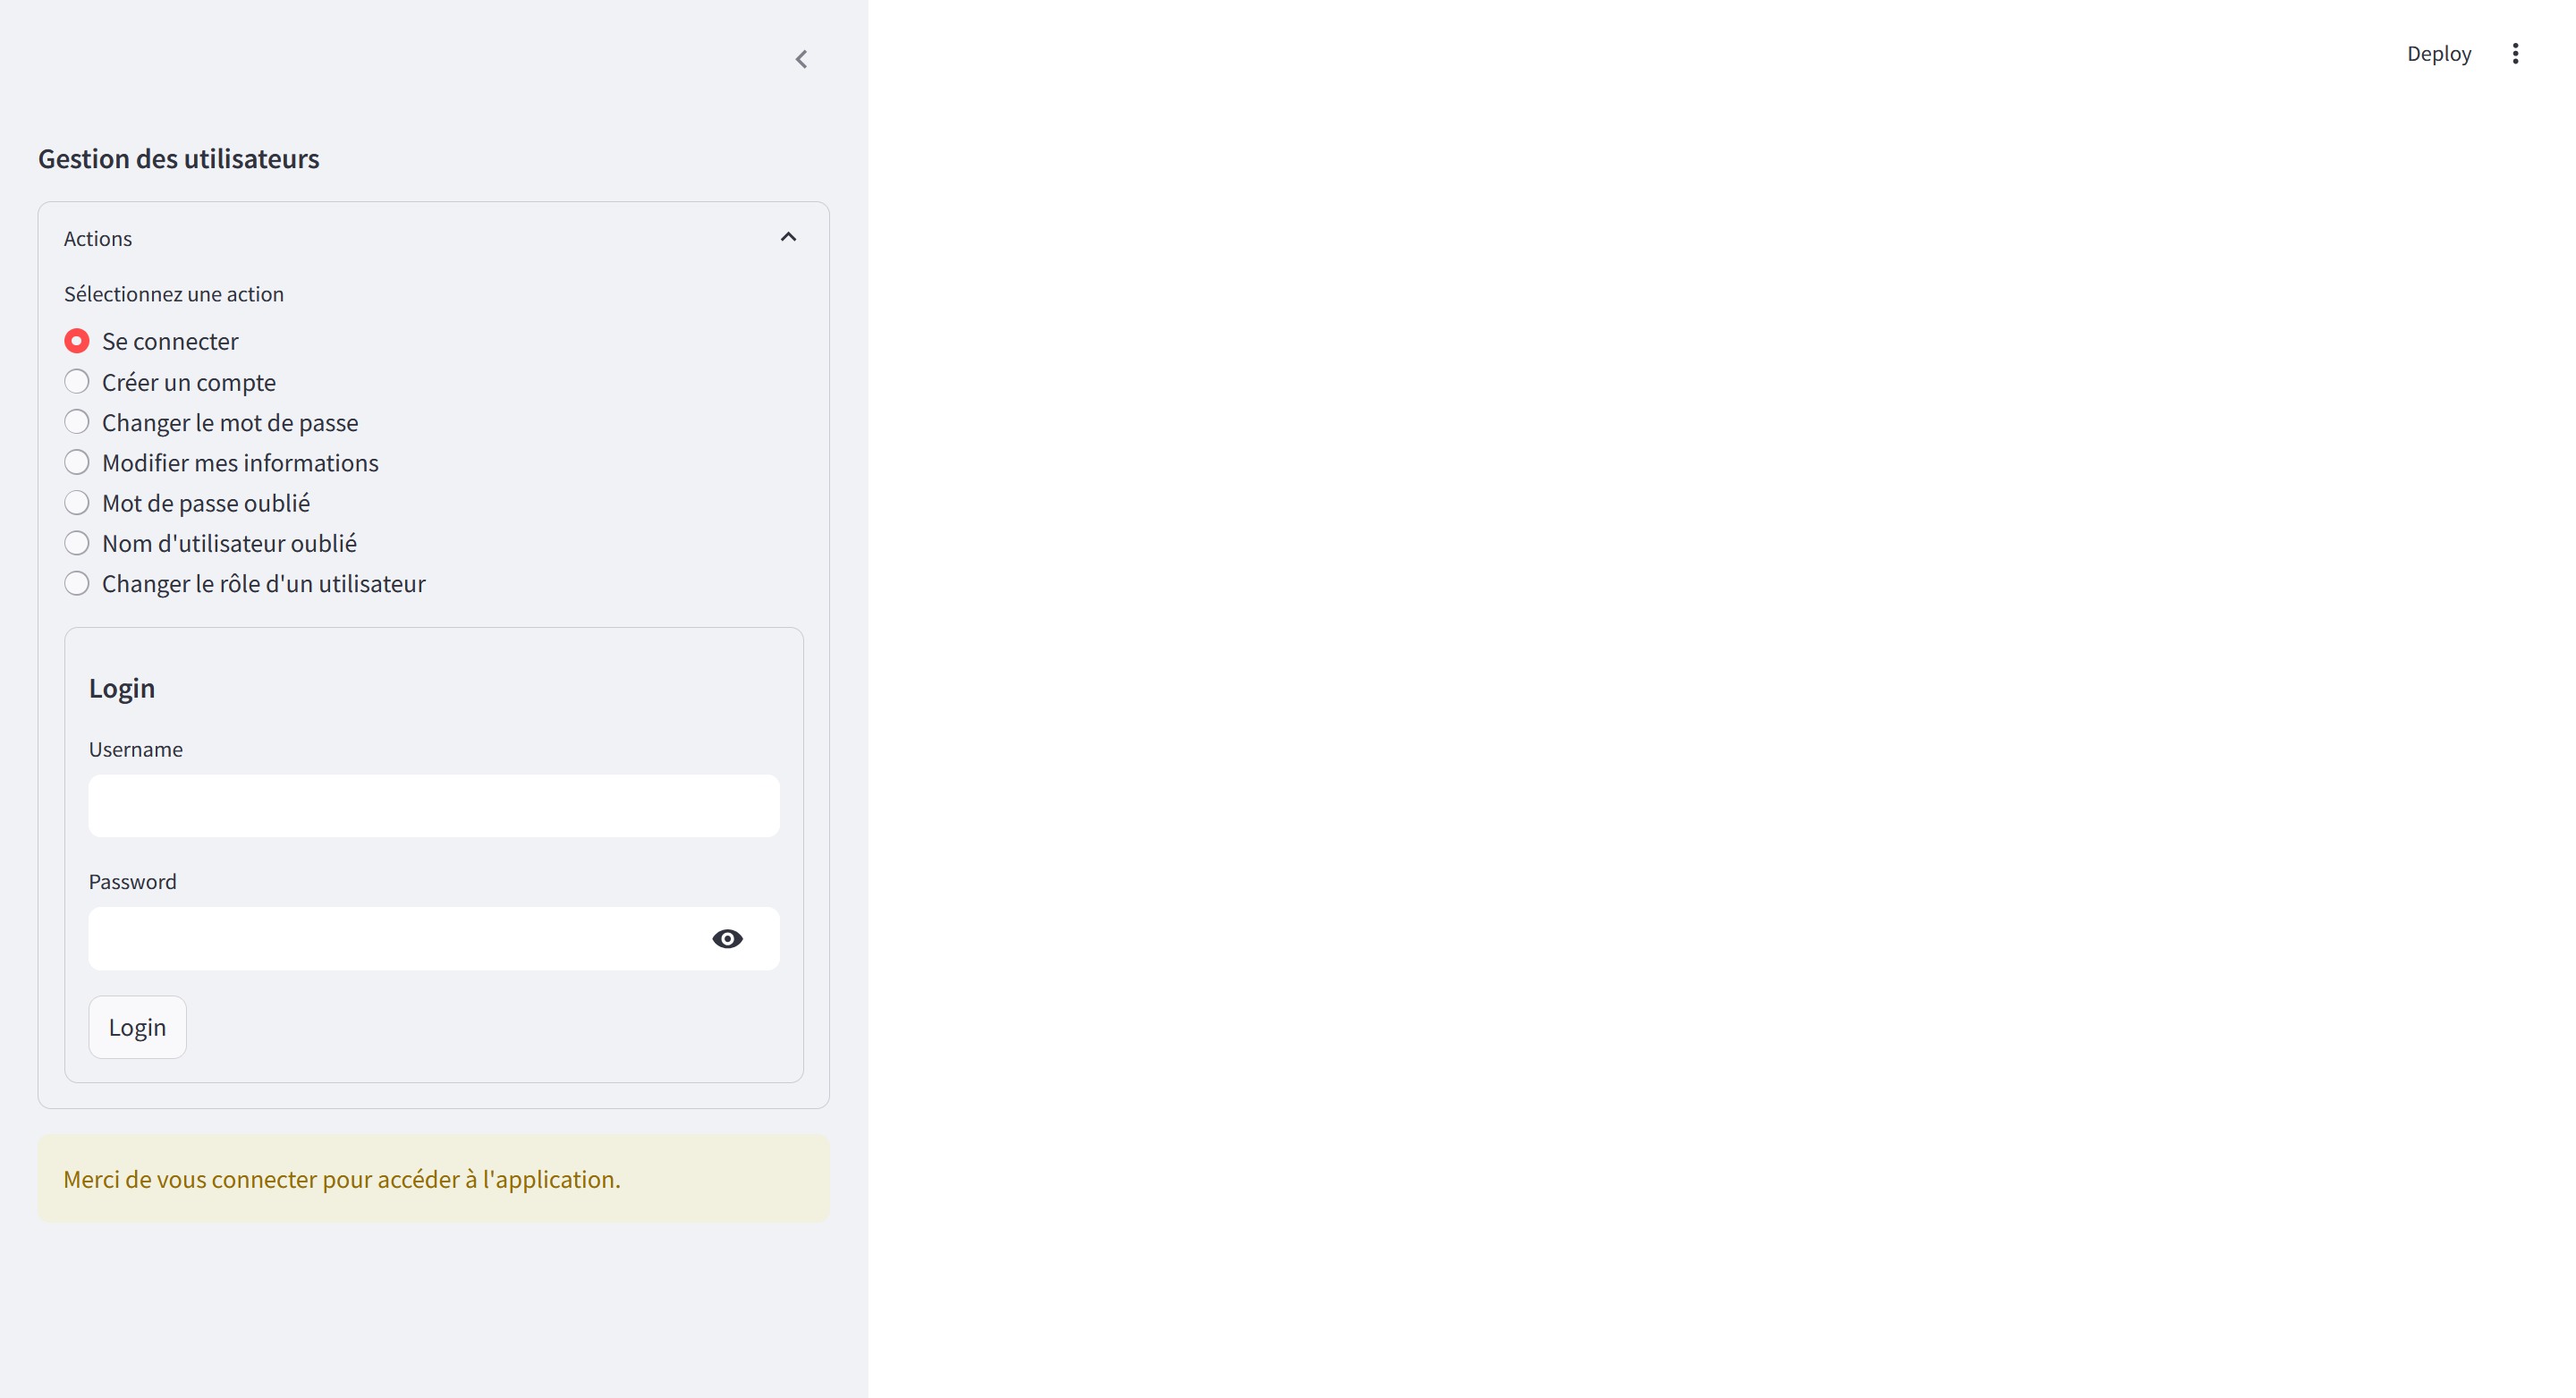 Deploy
Gestion des utilisateurs
Actions
Sélectionnez une action
Se connecter
Créer un compte
Changer le mot de passe
Modifier mes informations
Mot de passe oublié
Nom d'utilisateur oublié
Changer le rôle d'un utilisateur
Login
Username
Password
Login
Merci de vous connecter pour accéder à l'application.